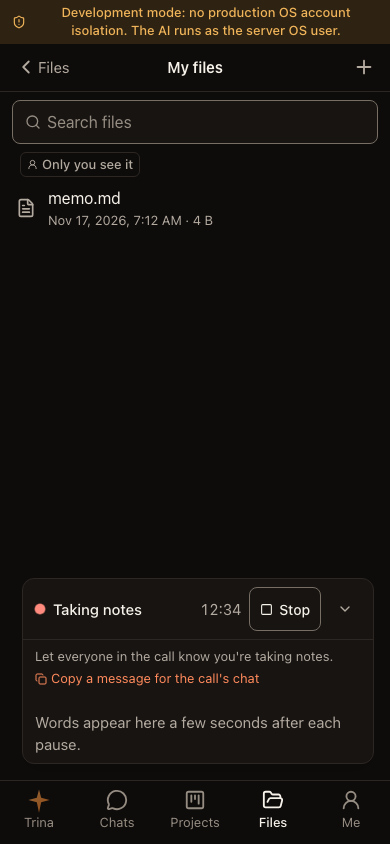 Development mode: no production OS account
isolation. The AI runs as the server OS user.
Files
My files
Search files
Only you see it
memo.md
Nov 17, 2026, 7:12 AM · 4 B
Taking notes
12:34
Stop
Let everyone in the call know you're taking notes.
Copy a message for the call's chat
Words appear here a few seconds after each
pause.
Trina
Chats
Projects
Files
Me